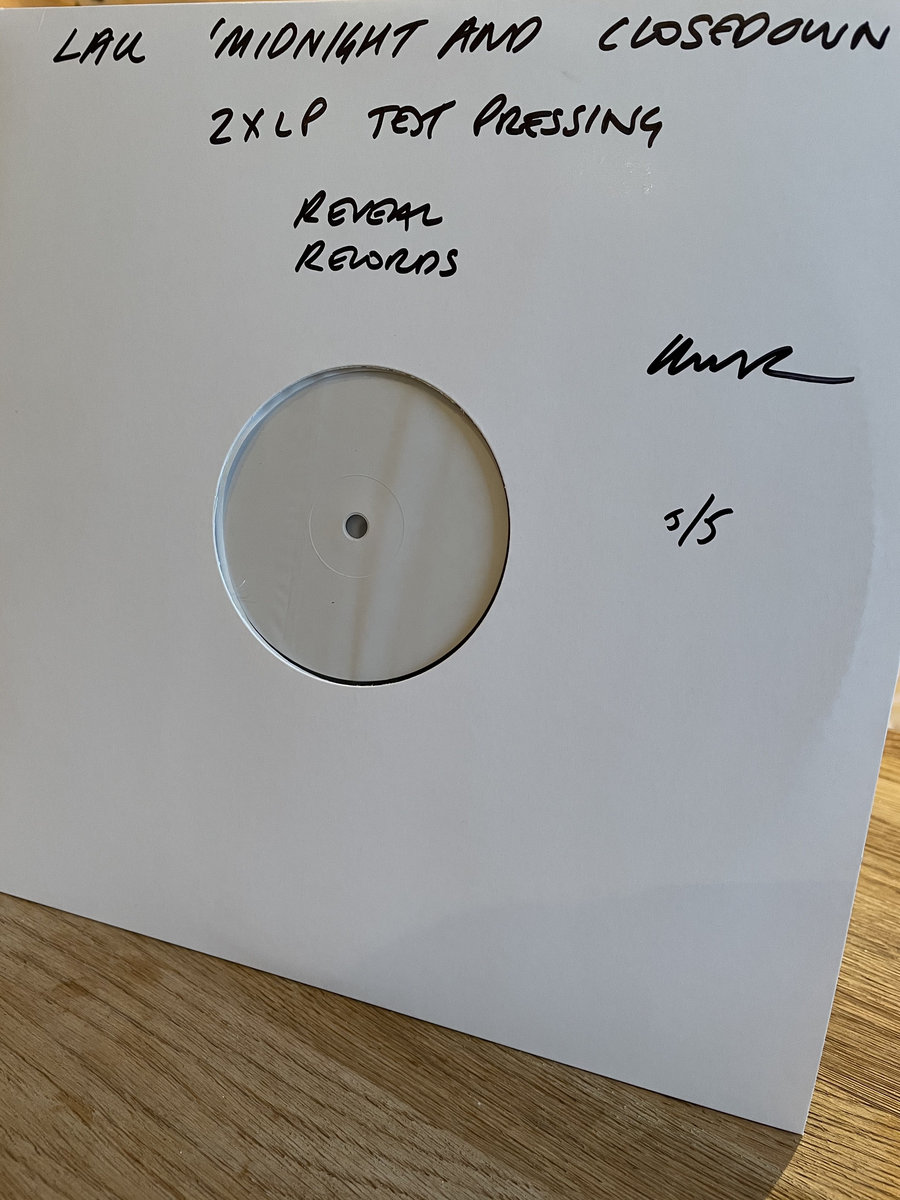 LAU 'MIDNIGHT AND CLOSEDOWN
2XLP TEST PRESSING
REVEAL
RECORDS
5/5